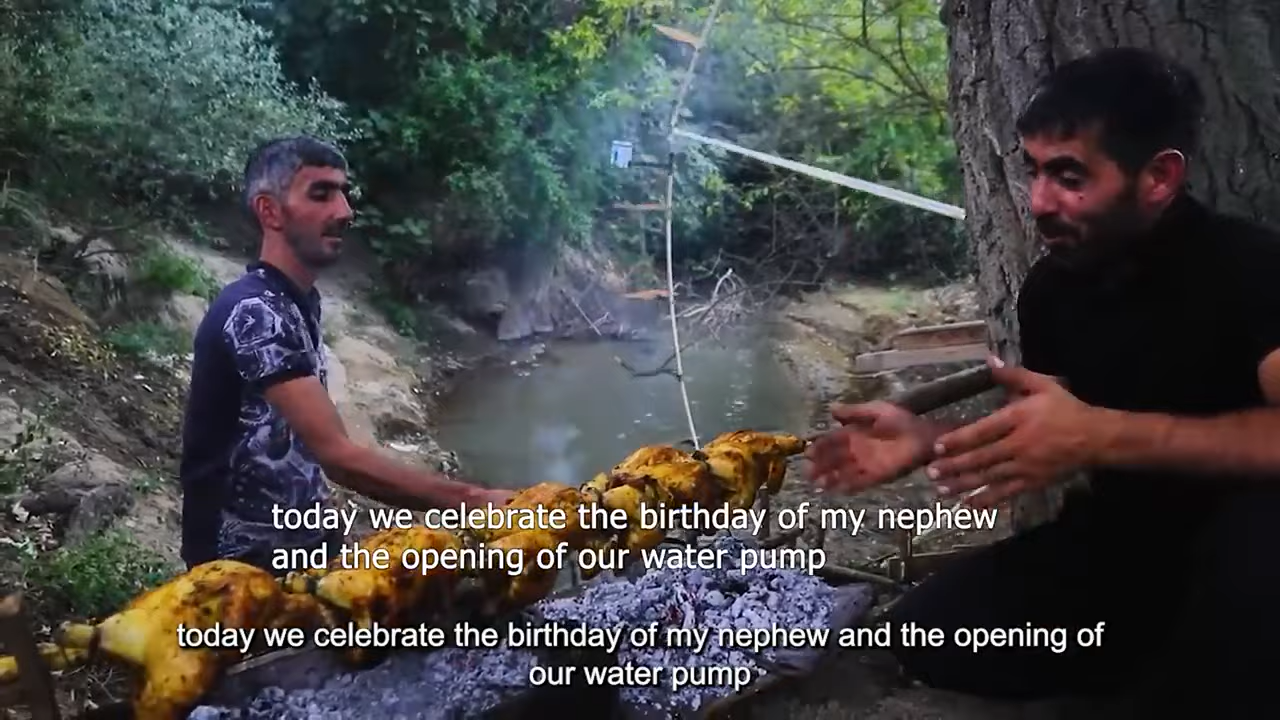 today we celebrate the birthday of my nephew
and the opening of our water pump
today we celebrate the birthday of my nephew and the opening of
our water pump